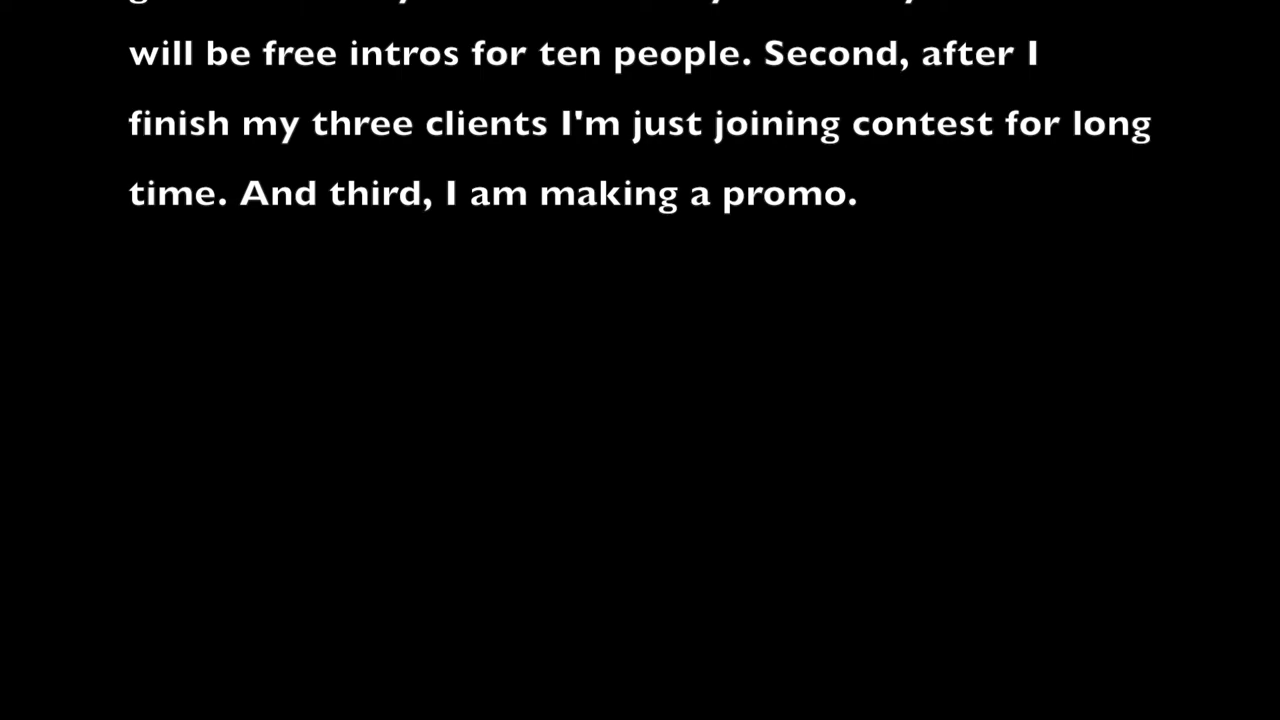 will be free intros for ten people. Second, after I
finish my three clients I'm just joining contest for long
time. And third, I am making a promo.